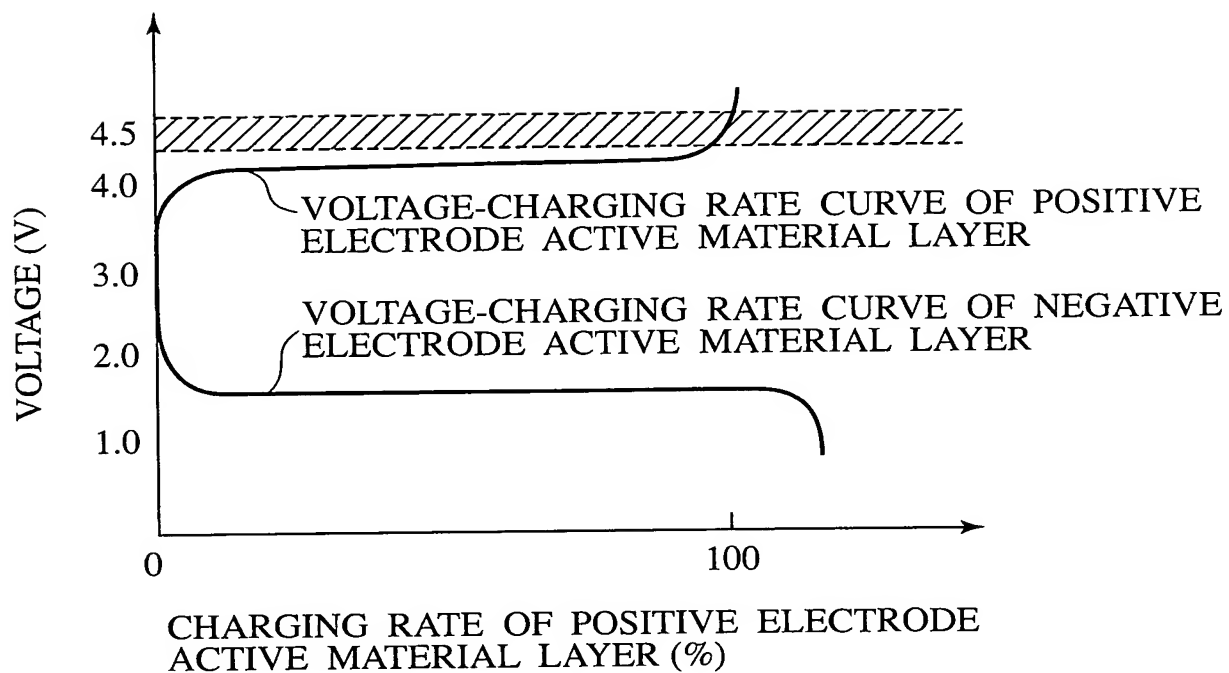 4.5
4.0
VOLTAGE-CHARGING RATE CURVE OF POSITIVE
ELECTRODE ACTIVE MATERIAL LAYER
3.0
VOLTAGE-CHARGING RATE CURVE OF NEGATIVE
ELECTRODE ACTIVE MATERIAL LAYER
2.0
1.0
VOLTAGE (V)
0
100
CHARGING RATE OF POSITIVE ELECTRODE
ACTIVE MATERIAL LAYER (%)